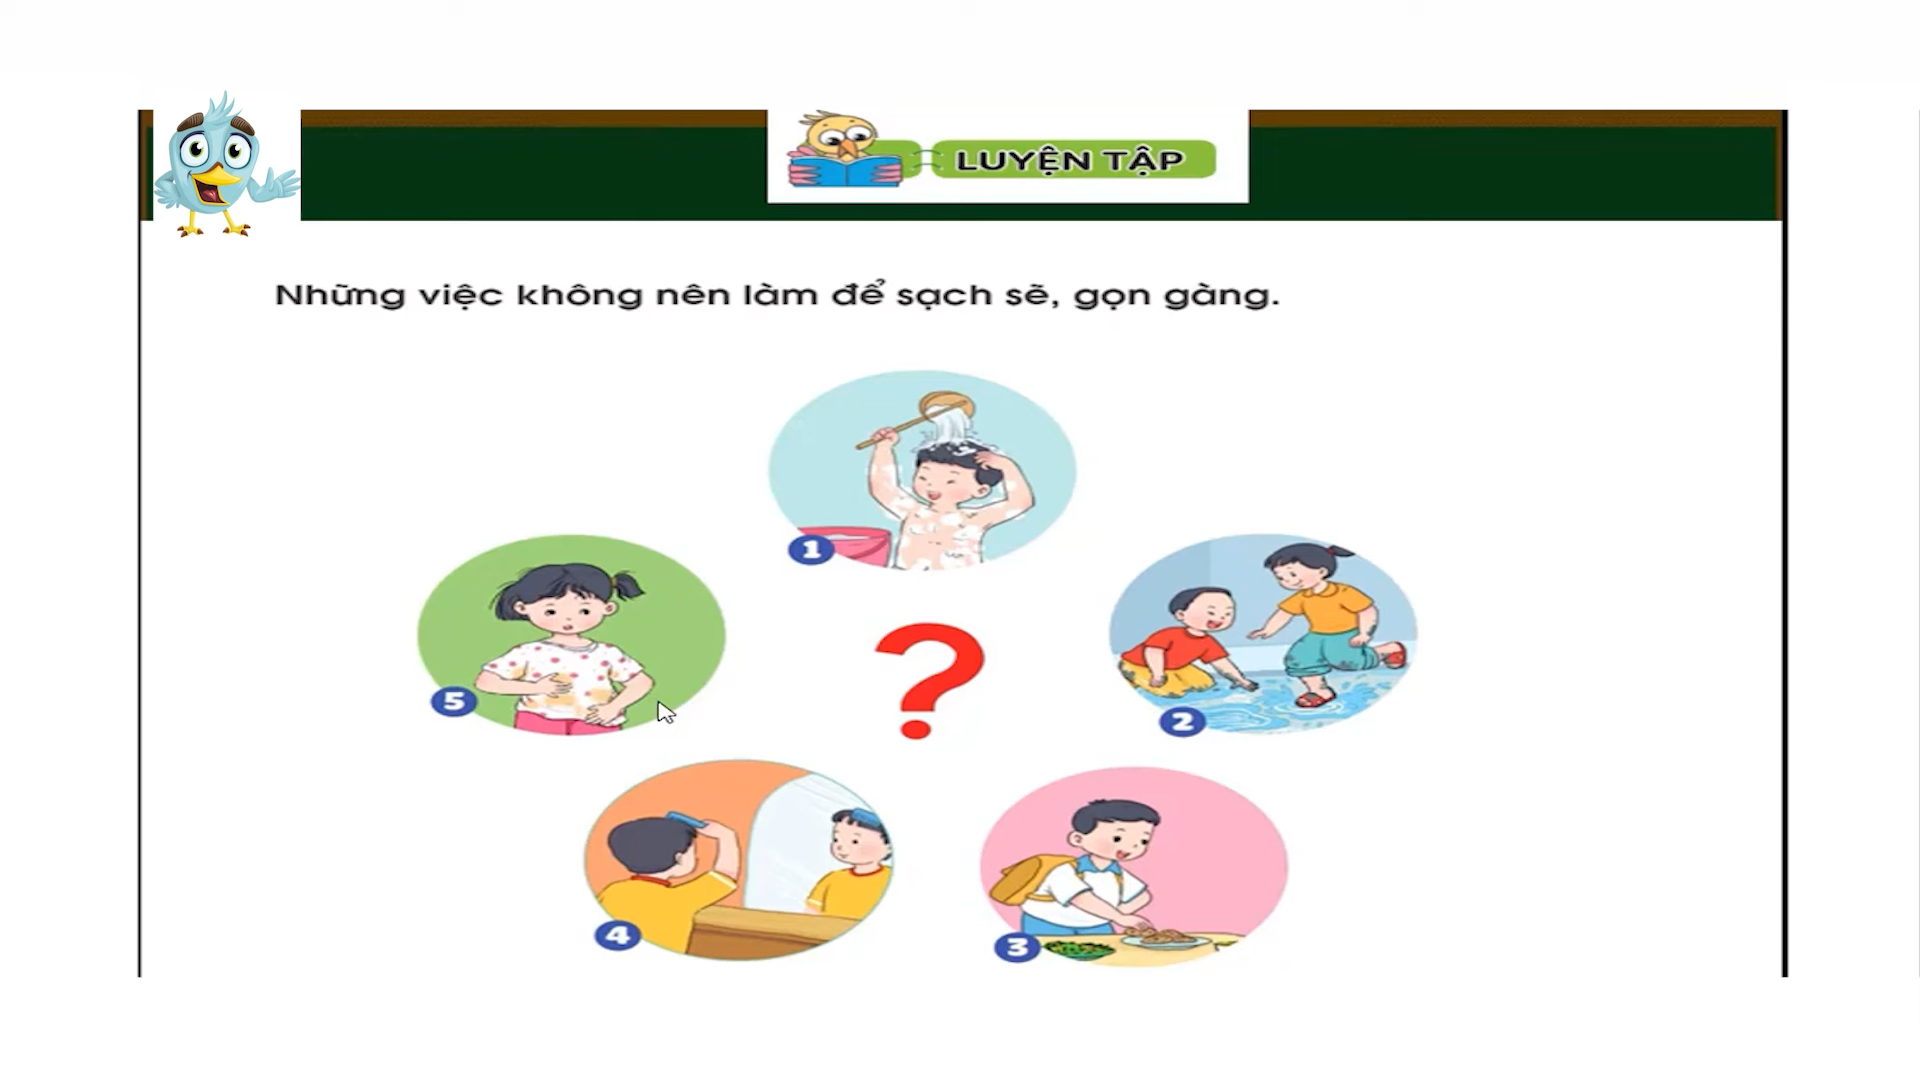 LUYỆN TẬP
Những việc không nên làm để sạch sẽ, gọn gàng.
1
5
2
4
3